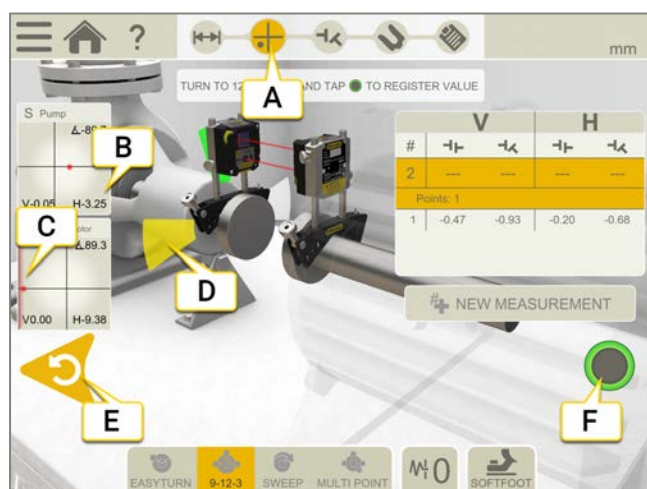 ?
mm
TURN TO 12 AND TAP TO REGISTER VALUE
A
S Pump
V H
B
#
2 --- --- --- ---
V-0.05 H-3.25
Points: 1
C
89.3
1 -0.47 -0.93 -0.20 -0.68
D
# NEW MEASUREMENT
V0.00 H-9.38
E
F
EASYTURN 9-12-3 SWEEP MULTI POINT 0 SOFTFOOT